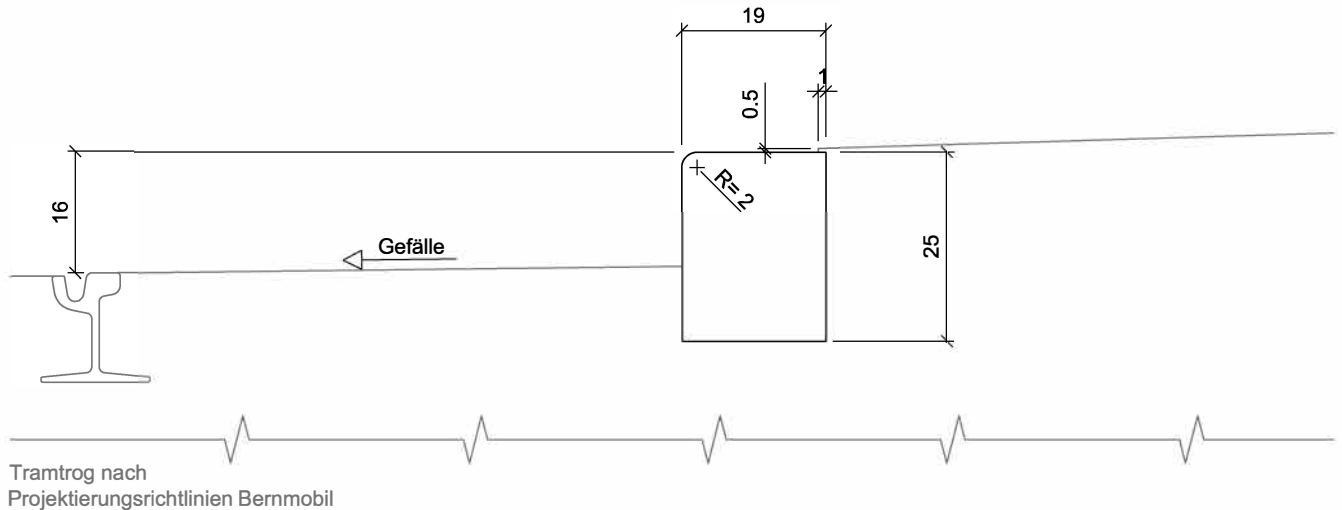 19
1
0.5
16
R= 2
Gefälle
25
Tramtrog nach
Projektierungsrichtlinien Bernmobil